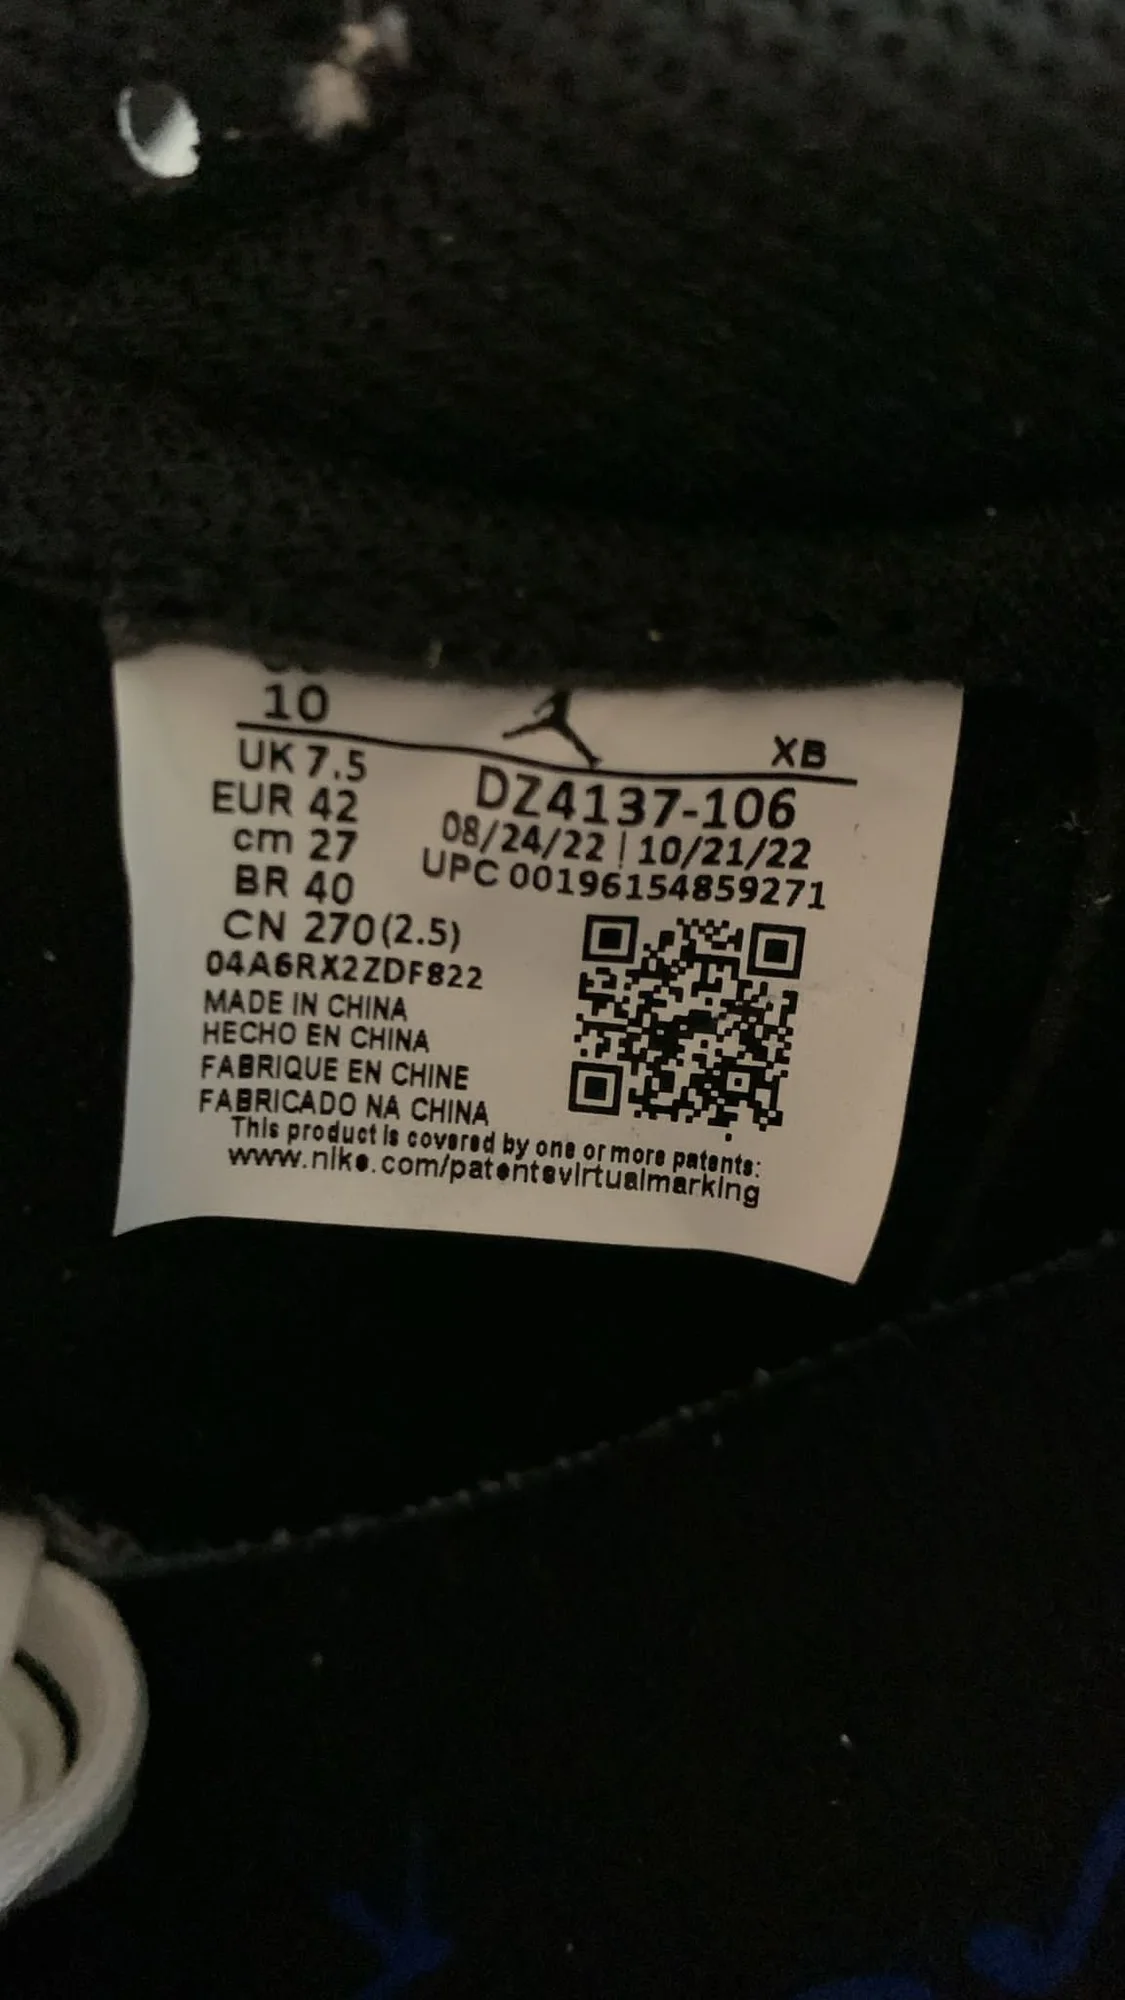 10
XB
UK 7.5
EUR 42
cm 27
BR 40
CN 270(2.5)
DZ4137-106
08/24/22 | 10/21/22
UPC 00196154859271
04A6RX2ZDF822
MADE IN CHINA
HECHO EN CHINA
FABRIQUE EN CHINE
FABRICADO NA CHINA
This product is covered by one or more patents:
www.nike.com/patentsvirtualmarking